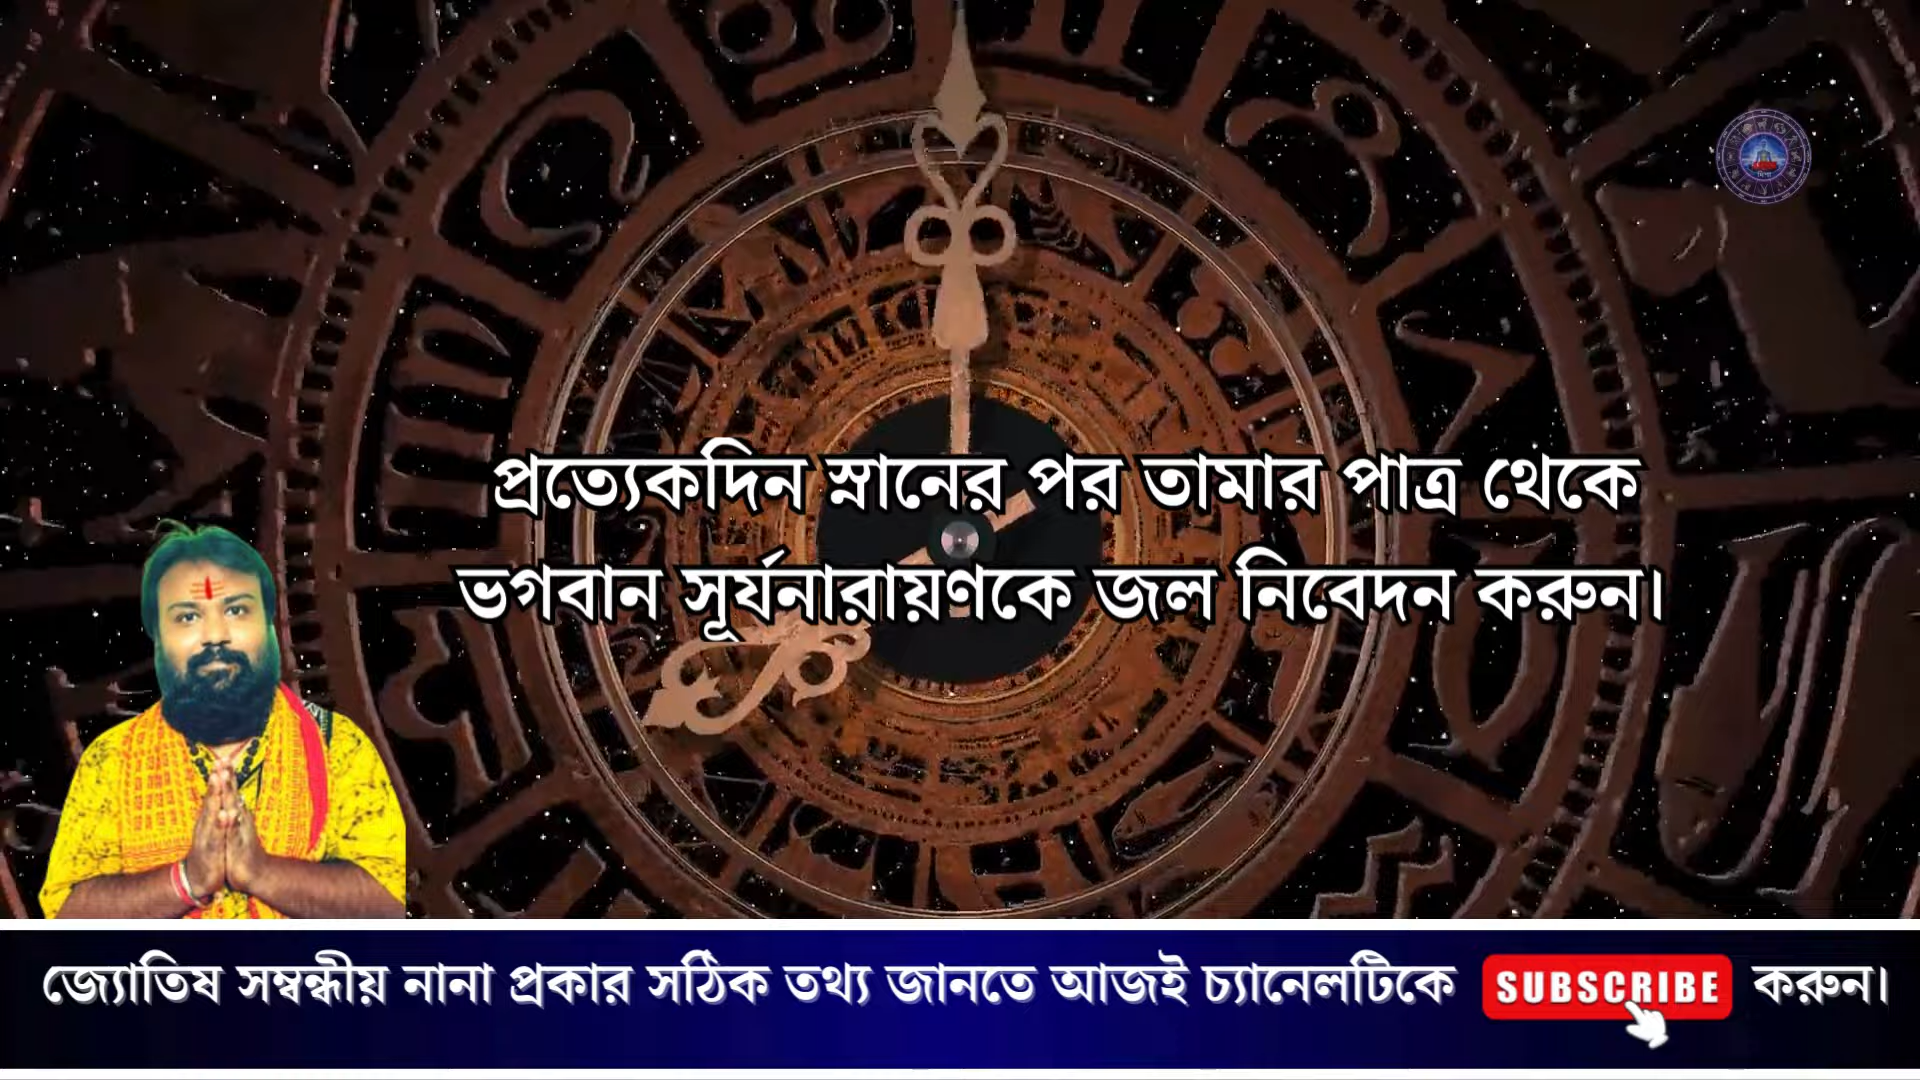 প্রত্যেকদিন স্নানের পর তামার পাত্র থেকে
ভগবান সূর্যনারায়ণকে জল নিবেদন করুন।
জ্যোতিষ সম্বন্ধীয় নানা প্রকার সঠিক তথ্য জানতে আজই চ্যানেলটিকে SUBSCRIBE করুন।